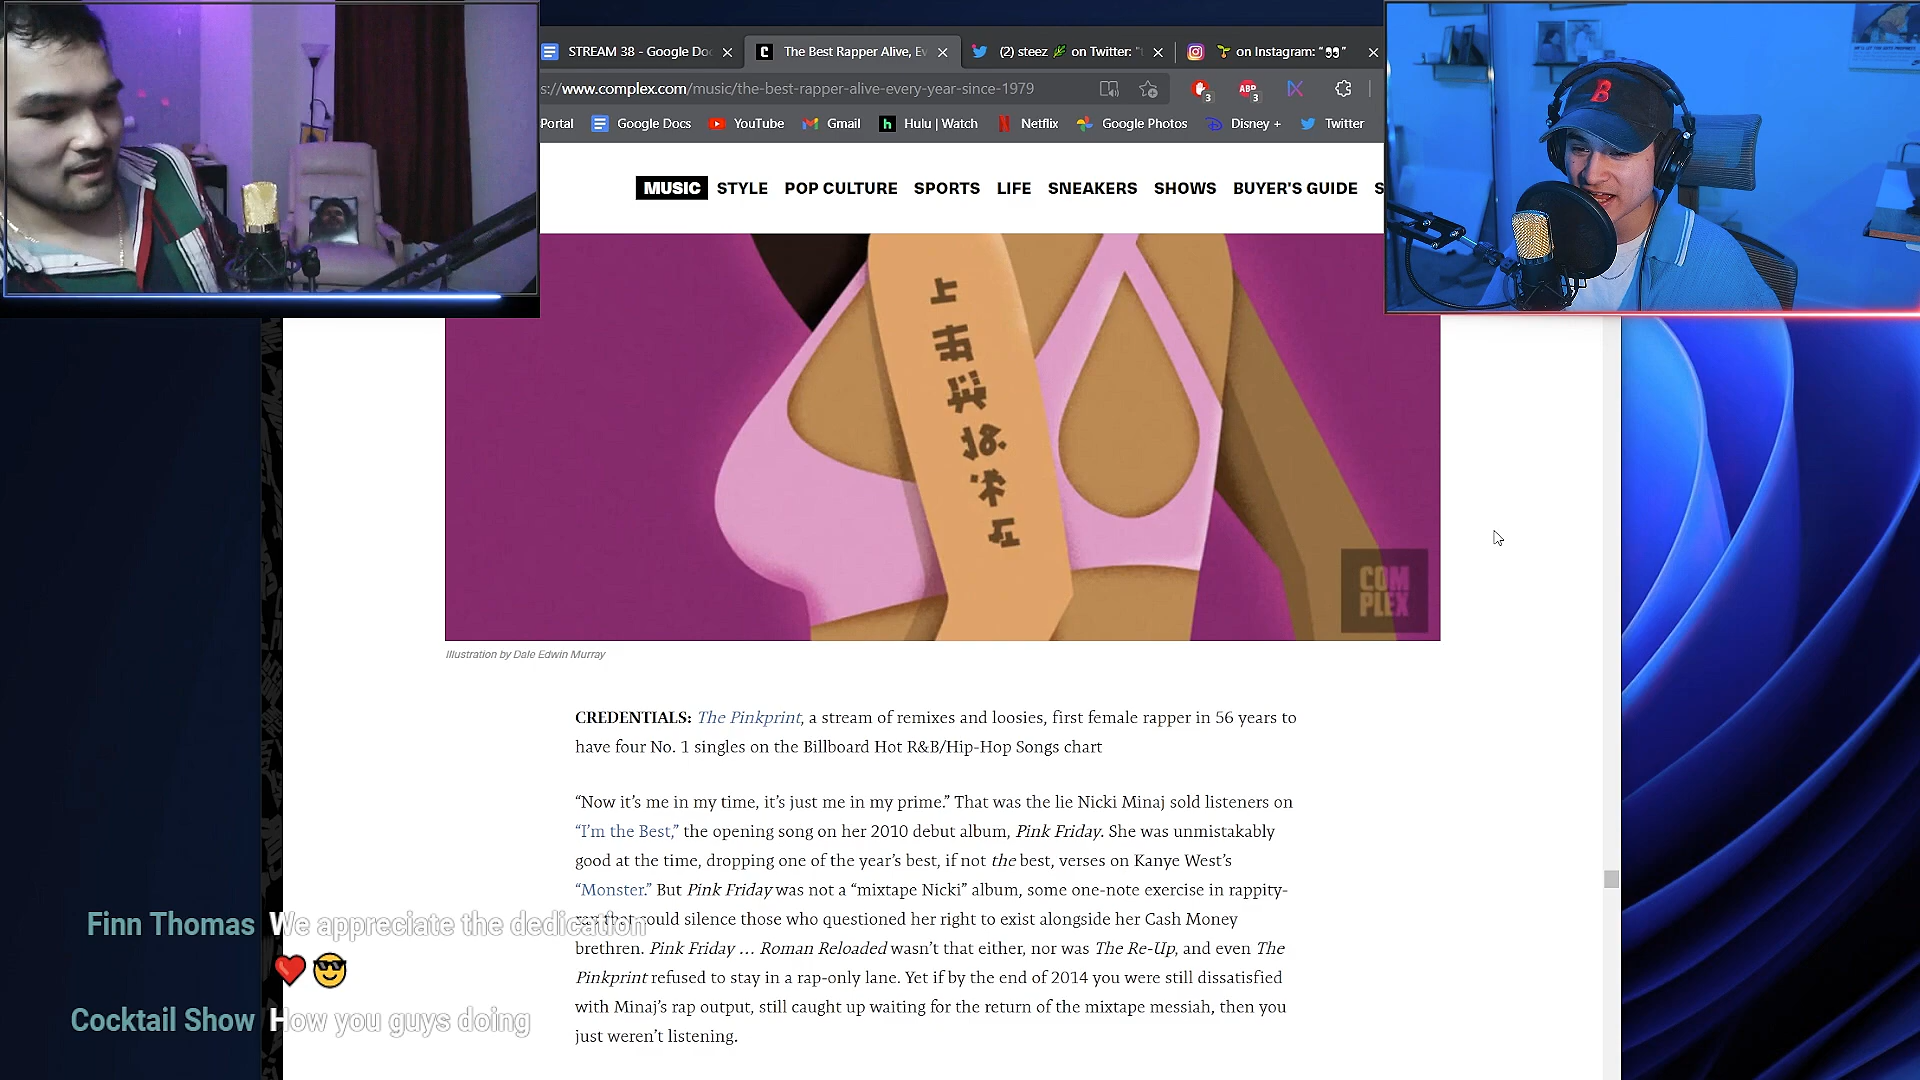 STREAM 38 - Google Do
The Best Rapper Alive, Ev
(2) steez on Twitter: "
on Instagram: "
s://www.complex.com/music/the-best-rapper-alive-every-year-since-1979
3
ABP
3
Portal
Google Docs
YouTube
Gmail
h
Hulu | Watch
Netflix
Google Photos
Disney +
Twitter
B
MUSIC STYLE POP CULTURE SPORTS LIFE SNEAKERS SHOWS BUYER'S GUIDE S
COM
PLEX
Illustration by Dale Edwin Murray
CREDENTIALS: The Pinkprint, a stream of remixes and loosies, first female rapper in 56 years to
have four No. 1 singles on the Billboard Hot R&B/Hip-Hop Songs chart
“Now it’s me in my time, it’s just me in my prime.” That was the lie Nicki Minaj sold listeners on
“I’m the Best,” the opening song on her 2010 debut album, Pink Friday. She was unmistakably
good at the time, dropping one of the year’s best, if not the best, verses on Kanye West’s
“Monster.” But Pink Friday was not a “mixtape Nicki” album, some one-note exercise in rappity-
that could silence those who questioned her right to exist alongside her Cash Money
brethren. Pink Friday … Roman Reloaded wasn’t that either, nor was The Re-Up, and even The
Pinkprint refused to stay in a rap-only lane. Yet if by the end of 2014 you were still dissatisfied
with Minaj’s rap output, still caught up waiting for the return of the mixtape messiah, then you
just weren’t listening.
Finn Thomas We appreciate the dedication
❤️😎
Cocktail Show How you guys doing